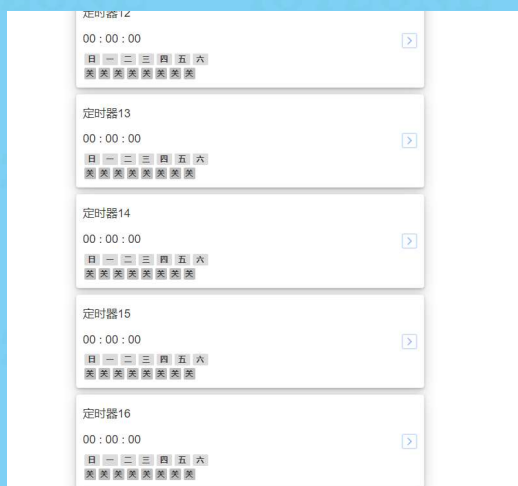 定时器12
00 : 00 : 00
日 一 二 三 四 五 六
关 关 关 关 关 关 关 关
定时器13
00 : 00 : 00
日 一 二 三 四 五 六
关 关 关 关 关 关 关 关
定时器14
00 : 00 : 00
日 一 二 三 四 五 六
关 关 关 关 关 关 关 关
定时器15
00 : 00 : 00
日 一 二 三 四 五 六
关 关 关 关 关 关 关 关
定时器16
00 : 00 : 00
日 一 二 三 四 五 六
关 关 关 关 关 关 关 关